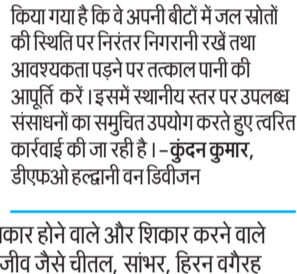 किया गया है कि वे अपनी बीटों में जल स्रोतों
की स्थिति पर निरंतर निगरानी रखें तथा
आवश्यकता पड़ने पर तत्काल पानी की
आपूर्ति करें। इसमें स्थानीय स्तर पर उपलब्ध
संसाधनों का समुचित उपयोग करते हुए त्वरित
कार्रवाई की जा रही है।-कुंदन कुमार,
डीएफओ हल्द्वानी वन डिवीजन
कार होने वाले और शिकार करने वाले
जीव जैसे चीतल, सांभर, हिरन वगैरह